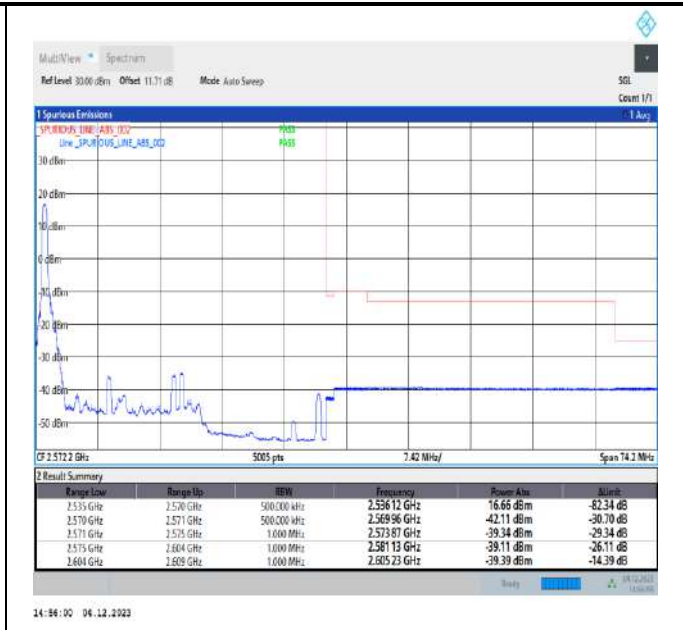 MultiView Spectrum
Ref Level 30.00 dBm Offset 11.71 dB Mode Auto Sweep SGL
Count 1/1
1 Spurious Emissions 1 Avg
_SPURIOUS_LINE_ABS_002 PASS
Line _SPURIOUS_LINE_ABS_002 PASS
30 dBm
20 dBm
10 dBm
0 dBm
-10 dBm
-20 dBm
-30 dBm
-40 dBm
-50 dBm
CF 2.5722 GHz 5005 pts 7.42 MHz/ Span 74.2 MHz
2 Result Summary
Range Low Range Up RBW Frequency Power Abs ΔLimit
2.535 GHz 2.570 GHz 500.000 kHz 2.53612 GHz 16.66 dBm -82.34 dB
2.570 GHz 2.571 GHz 500.000 kHz 2.56996 GHz -42.11 dBm -30.70 dB
2.571 GHz 2.575 GHz 1.000 MHz 2.57387 GHz -39.34 dBm -29.34 dB
2.575 GHz 2.604 GHz 1.000 MHz 2.58113 GHz -39.11 dBm -26.11 dB
2.604 GHz 2.609 GHz 1.000 MHz 2.60523 GHz -39.39 dBm -14.39 dB
Ready 04.12.2023
14:56:00 04.12.2023